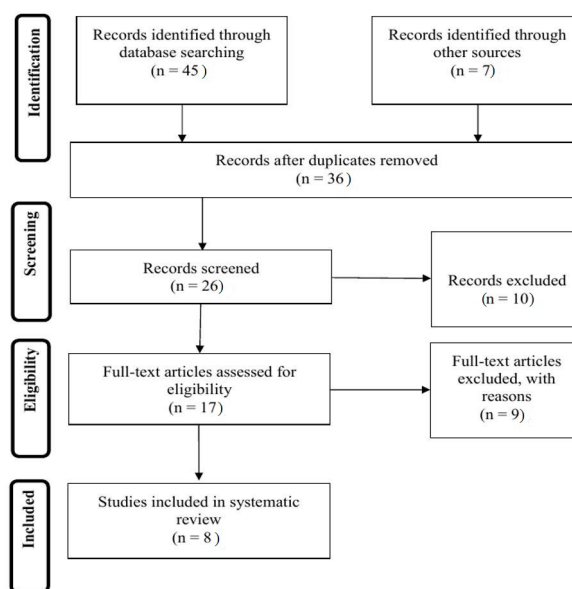 Identification
Records identified through
database searching
(n = 45 )
Records identified through
other sources
(n = 7 )
Records after duplicates removed
(n = 36 )
Screening
Records screened
(n = 26 )
Records excluded
(n = 10 )
Eligibility
Full-text articles assessed for
eligibility
(n = 17 )
Full-text articles
excluded, with
reasons
(n = 9 )
Included
Studies included in systematic
review
(n = 8 )